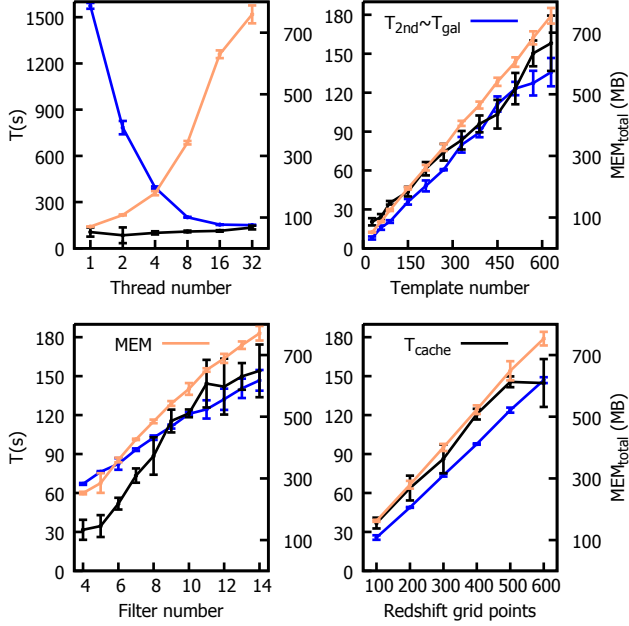 1500
1200
900
600
300
0
T(s)
700
500
300
100
1 2 4 8 16 32
Thread number
180
150
120
90
60
30
0
T2nd~Tgal
700
500
300
100
MEMtotal (MB)
0 150 300 450 600
Template number
180
150
120
90
60
30
T(s)
MEM
700
500
300
100
4 6 8 10 12 14
Filter number
180
150
120
90
60
30
Tcache
700
500
300
100
MEMtotal (MB)
100 200 300 400 500 600
Redshift grid points